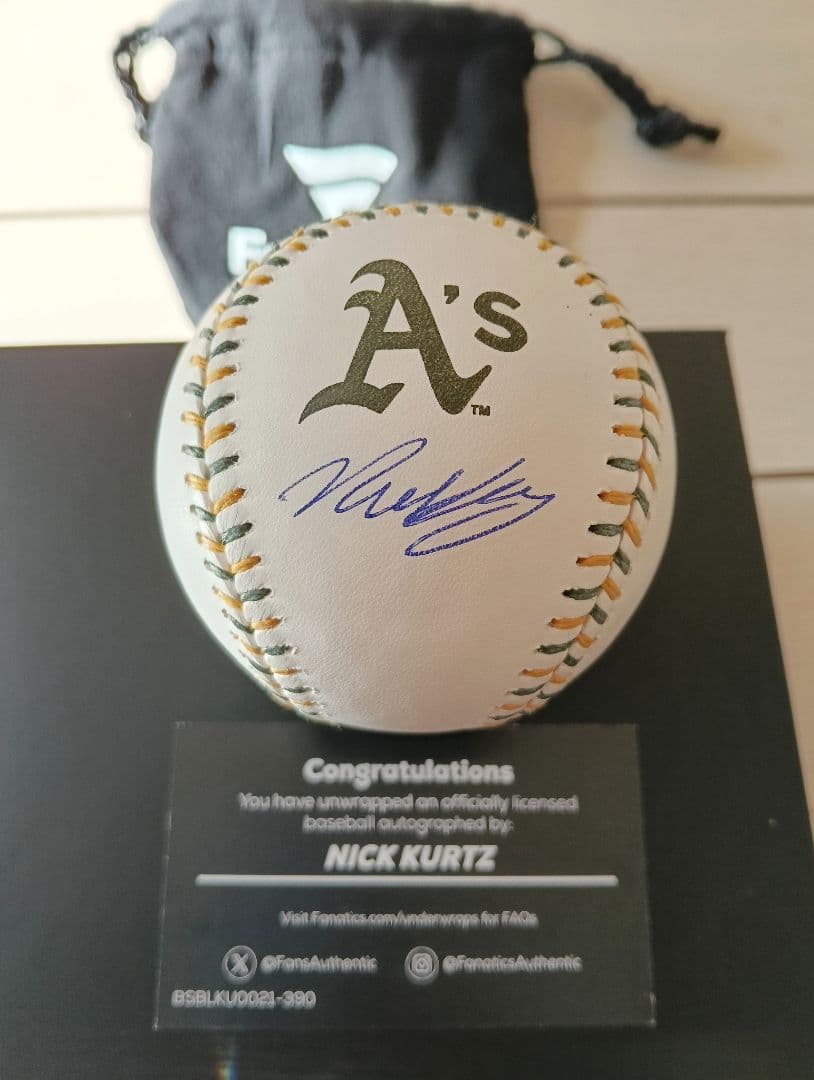 A's
TM
Congratulations
You have unwrapped an officially licensed
baseball autographed by:
NICK KURTZ
Visit Fanatics.com/underwraps for FAQs
@FansAuthentic @FanaticsAuthentic
BSBLKU0021-390